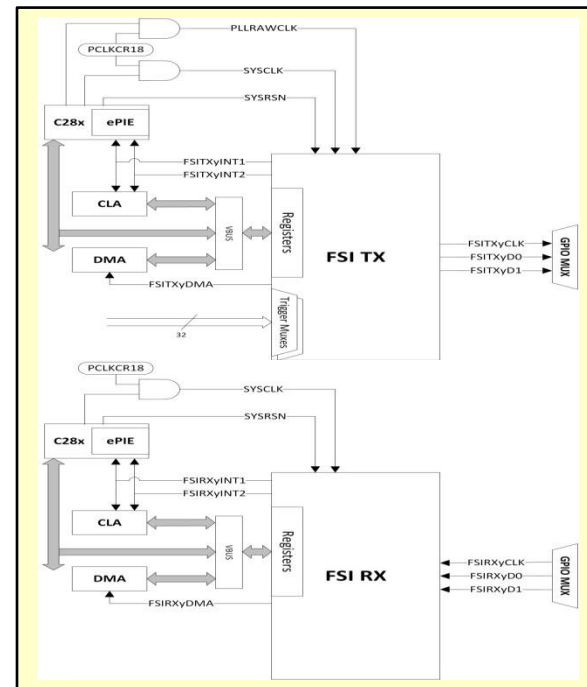 PLLRAWCLK
PCLKCR18
SYSCLK
SYSRSN
C28x
ePIE
FSITXyINT1
FSITXyINT2
CLA
VBUS
Registers
FSI TX
DMA
FSITXyDMA
FSITXyCLK
FSITXyD0
FSITXyD1
GPIO MUX
Trigger Muxes
32
PCLKCR18
SYSCLK
SYSRSN
C28x
ePIE
FSIRXyINT1
FSIRXyINT2
CLA
VBUS
Registers
FSI RX
DMA
FSIRXyDMA
FSIRXyCLK
FSIRXyD0
FSIRXyD1
GPIO MUX